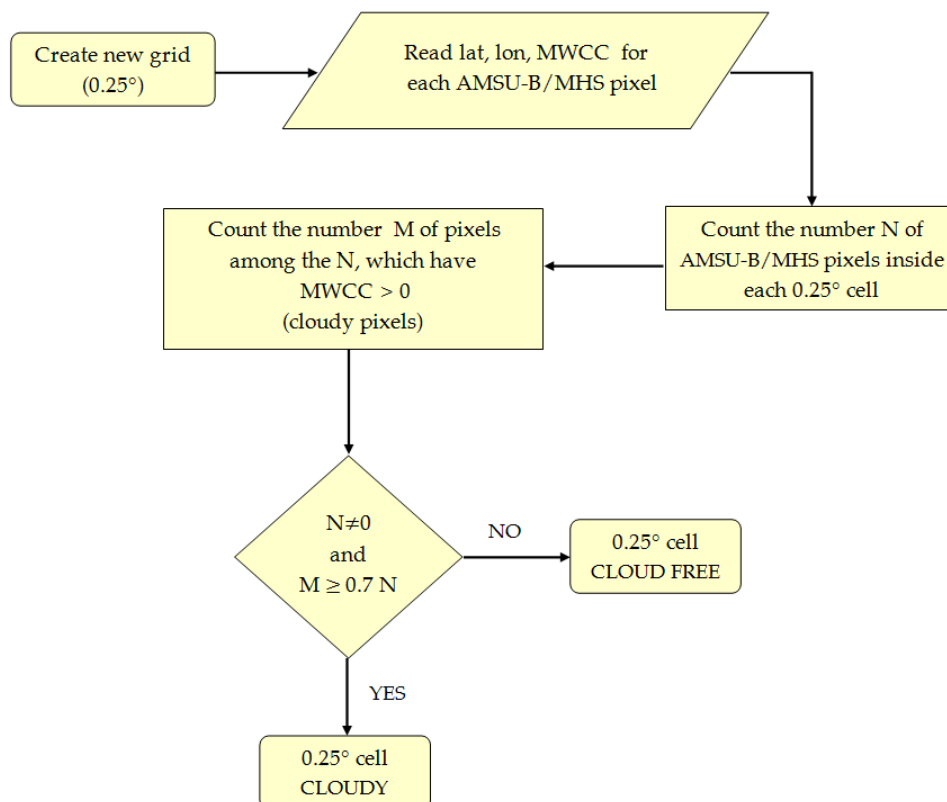 Create new grid
(0.25°)
Read lat, lon, MWCC for
each AMSU-B/MHS pixel
Count the number N of
AMSU-B/MHS pixels inside
each 0.25° cell
Count the number M of pixels
among the N, which have
MWCC > 0
(cloudy pixels)
N≠0
and
M ≥ 0.7 N
NO
0.25° cell
CLOUD FREE
YES
0.25° cell
CLOUDY